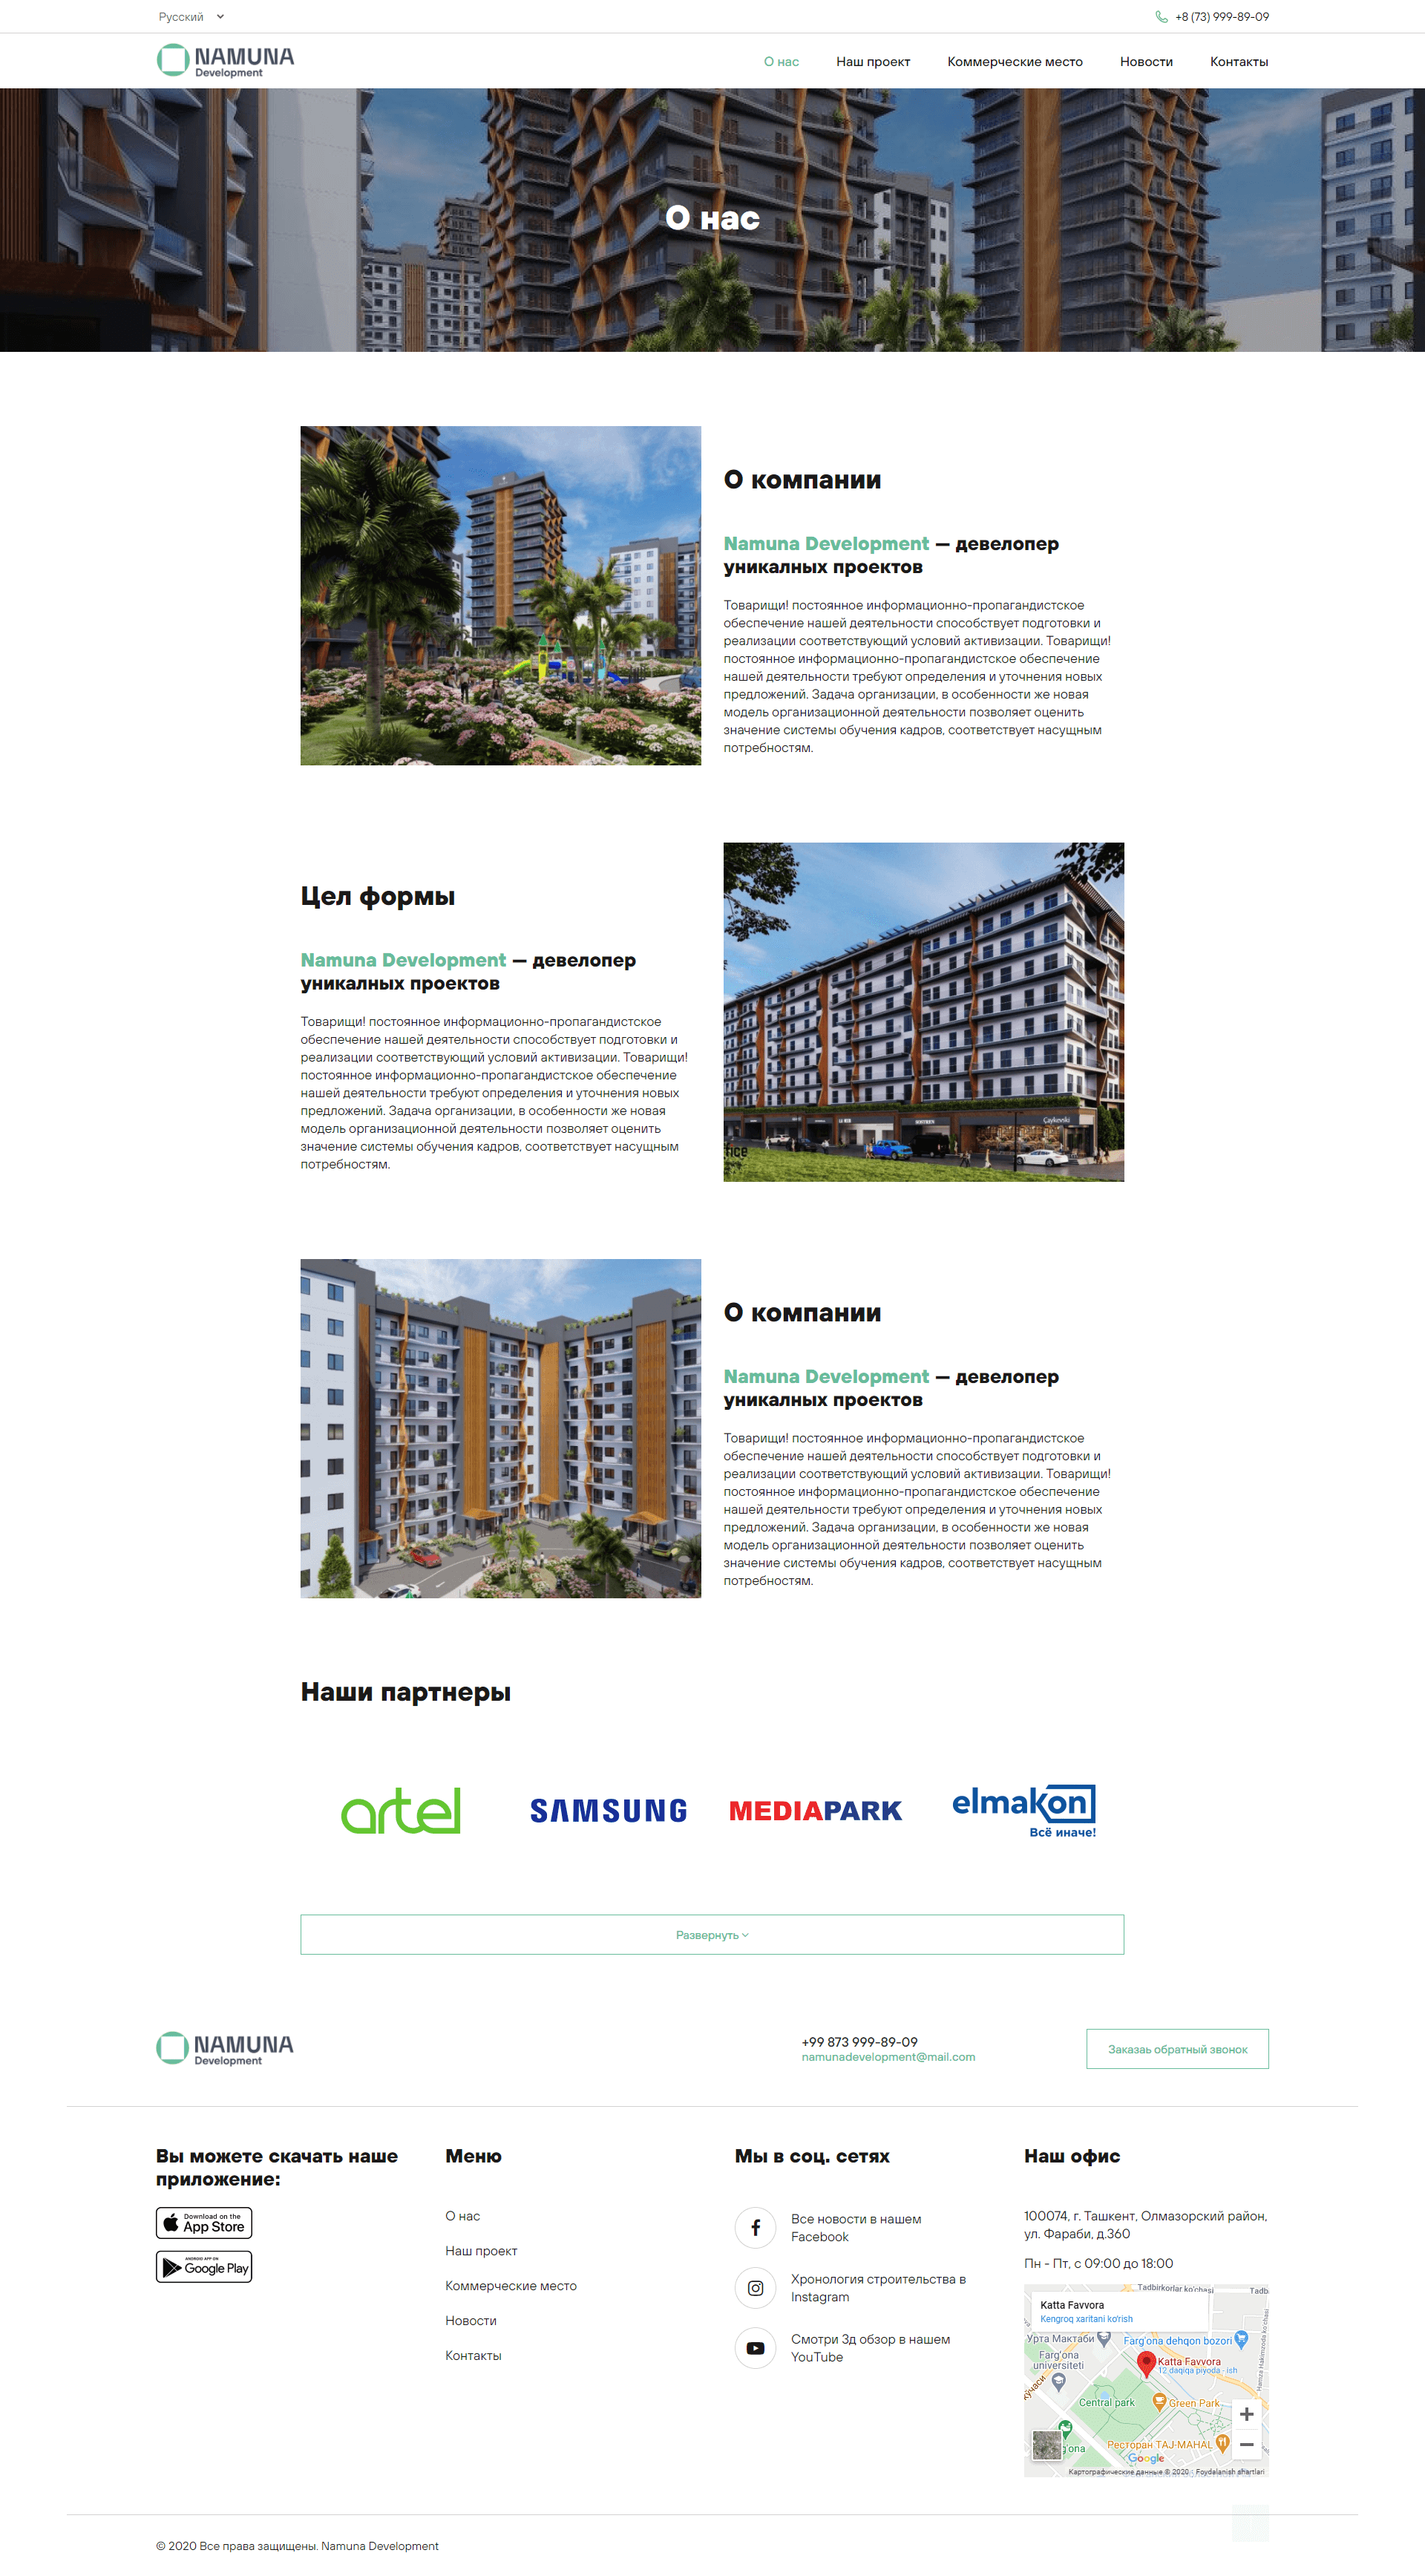 Русский
+8 (73) 999-89-09
NAMUNA
Development
О нас
Наш проект
Коммерческие место
Новости
Контакты
О нас
О компании
Namuna Development — девелопер
уникалных проектов
Товарищи! постоянное информационно-пропагандистское
обеспечение нашей деятельности способствует подготовки и
реализации соответствующий условий активизации. Товарищи!
постоянное информационно-пропагандистское обеспечение
нашей деятельности требуют определения и уточнения новых
предложений. Задача организации, в особенности же новая
модель организационной деятельности позволяет оценить
значение системы обучения кадров, соответствует насущным
потребностям.
Цел формы
Namuna Development — девелопер
уникалных проектов
Товарищи! постоянное информационно-пропагандистское
обеспечение нашей деятельности способствует подготовки и
реализации соответствующий условий активизации. Товарищи!
постоянное информационно-пропагандистское обеспечение
нашей деятельности требуют определения и уточнения новых
предложений. Задача организации, в особенности же новая
модель организационной деятельности позволяет оценить
значение системы обучения кадров, соответствует насущным
потребностям.
О компании
Namuna Development — девелопер
уникалных проектов
Товарищи! постоянное информационно-пропагандистское
обеспечение нашей деятельности способствует подготовки и
реализации соответствующий условий активизации. Товарищи!
постоянное информационно-пропагандистское обеспечение
нашей деятельности требуют определения и уточнения новых
предложений. Задача организации, в особенности же новая
модель организационной деятельности позволяет оценить
значение системы обучения кадров, соответствует насущным
потребностям.
Наши партнеры
artel
SAMSUNG
MEDIAPARK
elmakon
Всё иначе!
Развернуть
NAMUNA
Development
+99 873 999-89-09
namunadevelopment@mail.com
Заказаь обратный звонок
Вы можете скачать наше
приложение:
Download on the
App Store
ANDROID APP ON
Google Play
Меню
О нас
Наш проект
Коммерческие место
Новости
Контакты
Мы в соц. сетях
Все новости в нашем
Facebook
Хронология строительства в
Instagram
Смотри 3д обзор в нашем
YouTube
Наш офис
100074, г. Ташкент, Олмазорский район,
ул. Фараби, д.360
Пн - Пт, с 09:00 до 18:00
Tadbirkorlar ko'chasi
Tadb
Katta Favvora
Kengroq xaritani ko'rish
Урта Мактаби
Farg'ona dehqon bozori
Farg'ona
universiteti
Katta Favvora
12 daqiqa piyoda - ish
Hamza Hakimzoda ko'chasi
Central park
Green Park
Ресторан TAJ-MAHAL
g'ona
Google
Картографические данные © 2020
Foydalanish shartlari
© 2020 Все права защищены. Namuna Development